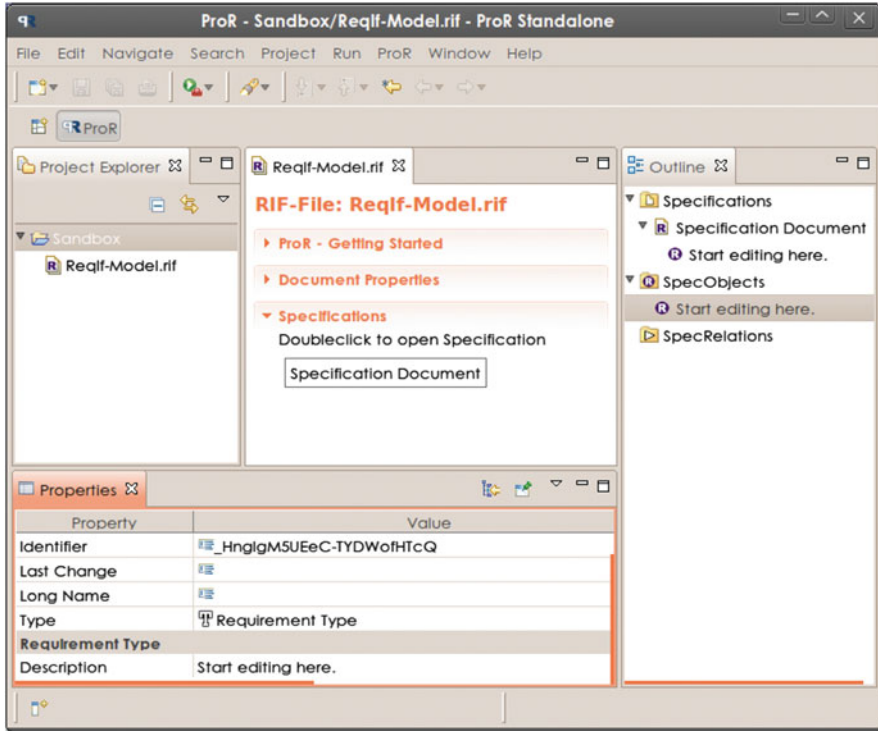 ProR - Sandbox/ReqIf-Model.rif - ProR Standalone
File Edit Navigate Search Project Run ProR Window Help
ProR
Project Explorer
Sandbox
ReqIf-Model.rif
ReqIf-Model.rif
RIF-File: ReqIf-Model.rif
ProR - Getting Started
Document Properties
Specifications
Doubleclick to open Specification
Specification Document
Outline
Specifications
Specification Document
Start editing here.
SpecObjects
Start editing here.
SpecRelations
Properties
Property Value
Identifier _HngIgM5UEeC-TYDWofHTcQ
Last Change
Long Name
Type Requirement Type
Requirement Type
Description Start editing here.